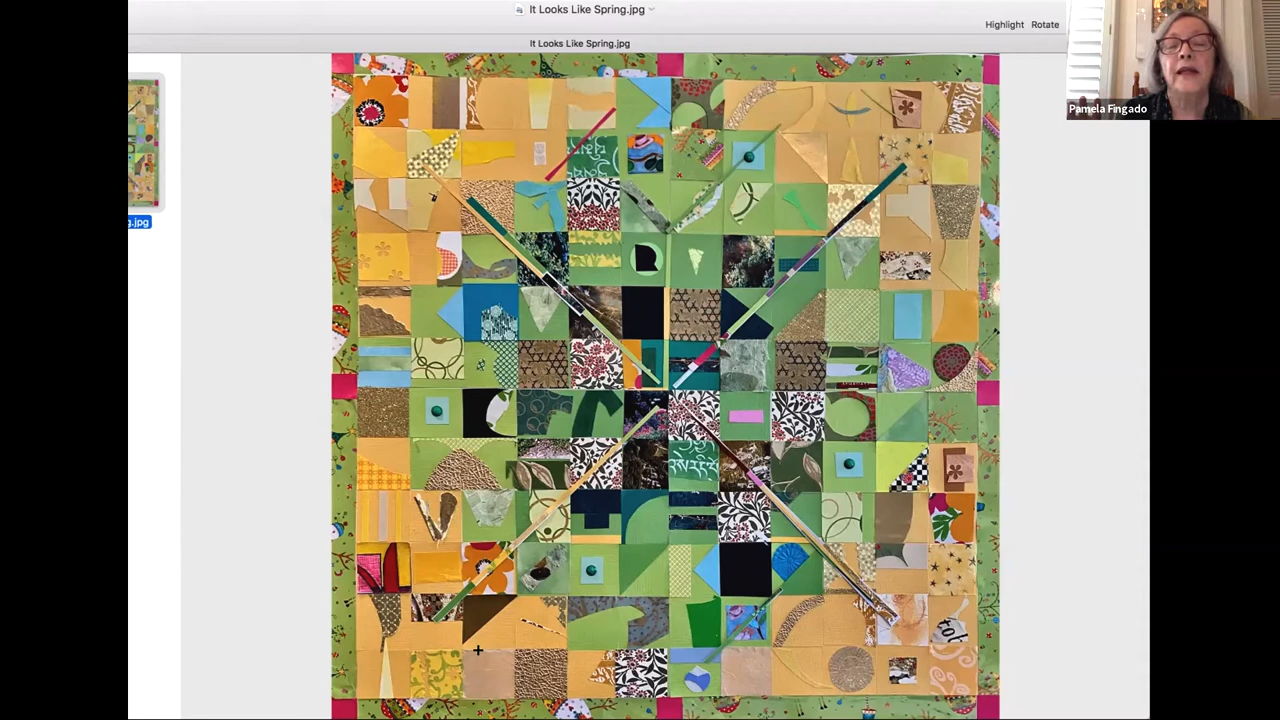 It Looks Like Spring.jpg
Highlight Rotate
It Looks Like Spring.jpg
Pamela Fingado
g.jpg